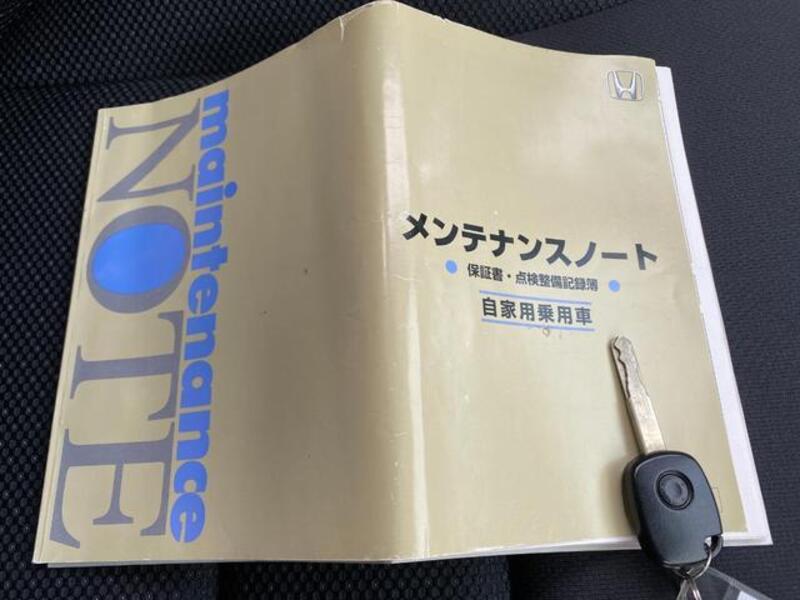 maintenance
NOTE
メンテナンスノート
保証書・点検整備記録簿
自家用乗用車